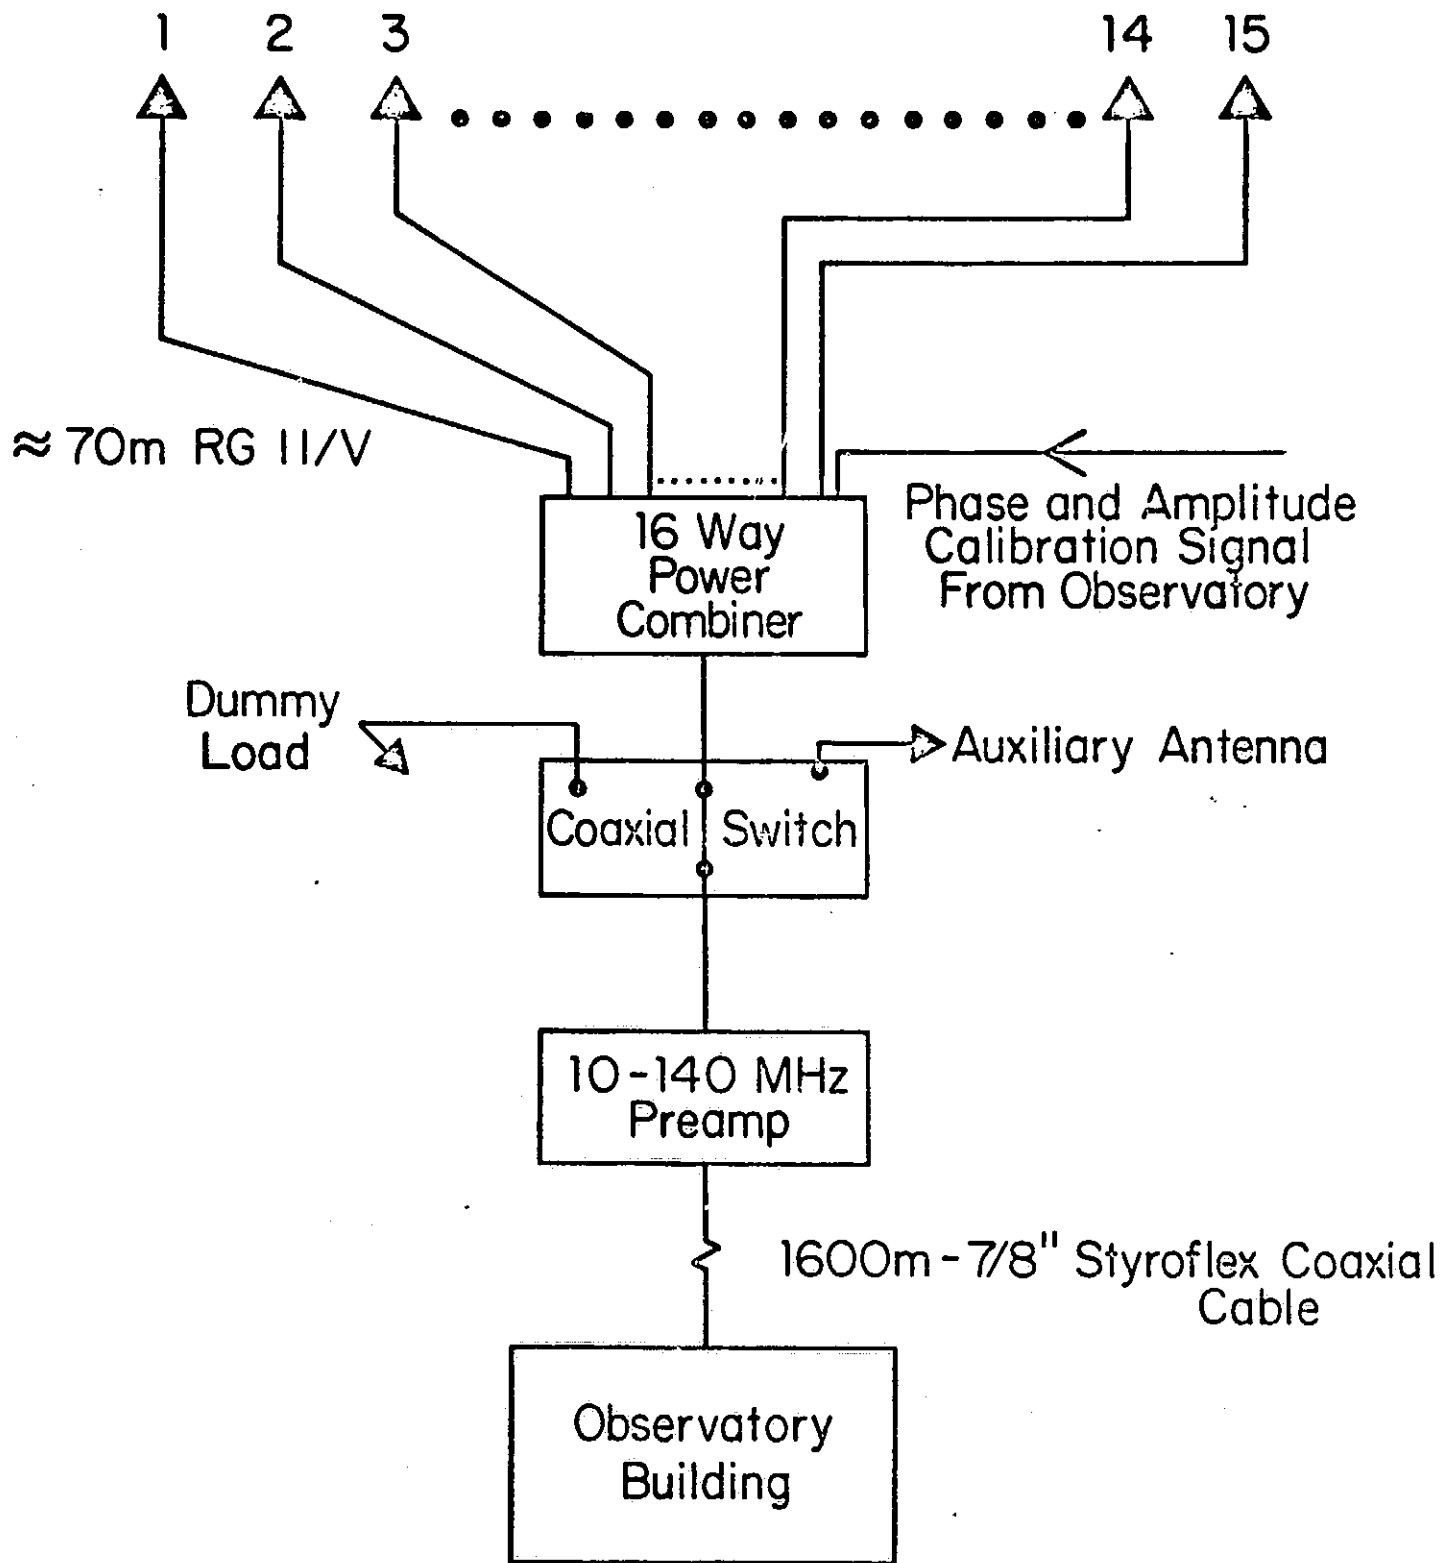 1 2 3 14 15
≈ 70m RG 11/V
16 Way
Power
Combiner
Phase and Amplitude
Calibration Signal
From Observatory
Dummy
Load
Auxiliary Antenna
Coaxial Switch
10-140 MHz
Preamp
1600m - 7/8" Styroflex Coaxial
Cable
Observatory
Building